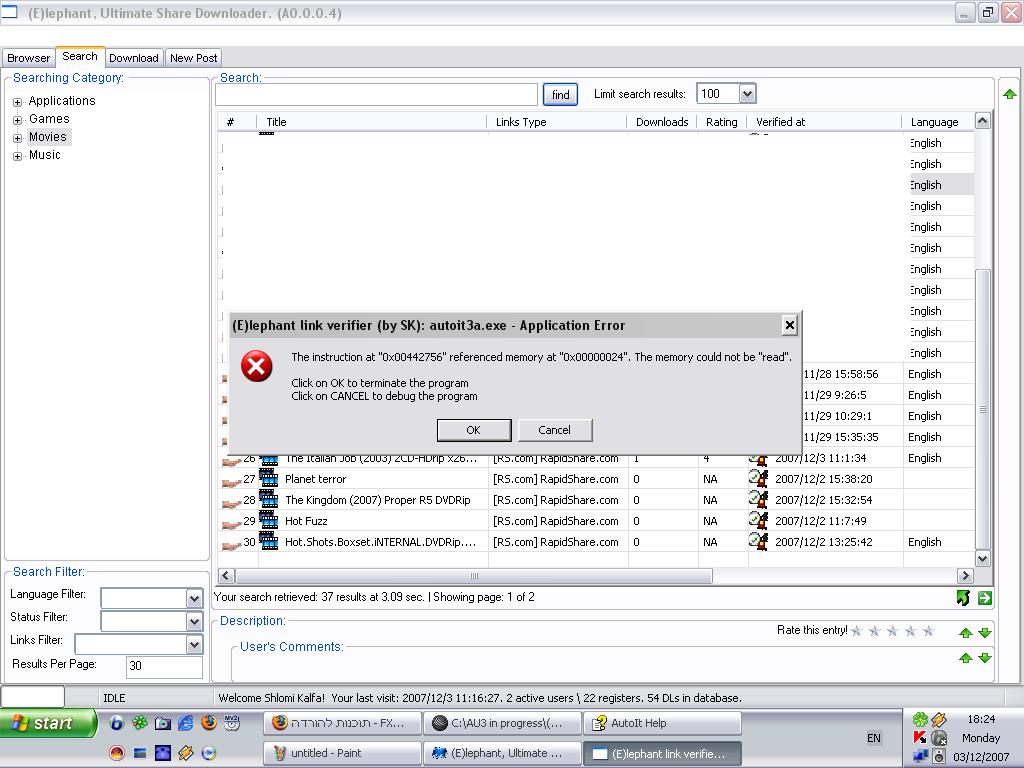 (E)lephant, Ultimate Share Downloader. (A0.0.0.4)
Browser Search Download New Post
Searching Category:
Applications
Games
Movies
Music
Search:
find Limit search results: 100
# Title Links Type Downloads Rating Verified at Language
English
English
English
English
English
English
English
English
English
English
English
11/28 15:58:56 English
11/29 9:26:5 English
11/29 10:29:1 English
11/29 15:35:35 English
(E)lephant link verifier (by SK): autoit3a.exe - Application Error
The instruction at "0x00442756" referenced memory at "0x00000024". The memory could not be "read".
Click on OK to terminate the program
Click on CANCEL to debug the program
OK Cancel
26 The Italian Job (2003) 2CD-HDrip x26... [RS.com] RapidShare.com 1 4 2007/12/3 11:1:34 English
27 Planet terror [RS.com] RapidShare.com 0 NA 2007/12/2 15:38:20
28 The Kingdom (2007) Proper R5 DVDRip [RS.com] RapidShare.com 0 NA 2007/12/2 15:32:54
29 Hot Fuzz [RS.com] RapidShare.com 0 NA 2007/12/2 11:7:49
30 Hot.Shots.Boxset.iNTERNAL.DVDRip.... [RS.com] RapidShare.com 0 NA 2007/12/2 13:25:42 English
Search Filter:
Language Filter:
Status Filter:
Links Filter:
Results Per Page: 30
Your search retrieved: 37 results at 3.09 sec. | Showing page: 1 of 2
Description:
Rate this entry!
User's Comments:
IDLE Welcome Shlomi Kalfa! Your last visit: 2007/12/3 11:16:27. 2 active users \ 22 registers. 54 DLs in database.
start
MV2
תוכנות להורדה - FX...
C:\AU3 in progress\(...
AutoIt Help
untitled - Paint
(E)lephant, Ultimate ...
(E)lephant link verifie...
EN
18:24
Monday
03/12/2007